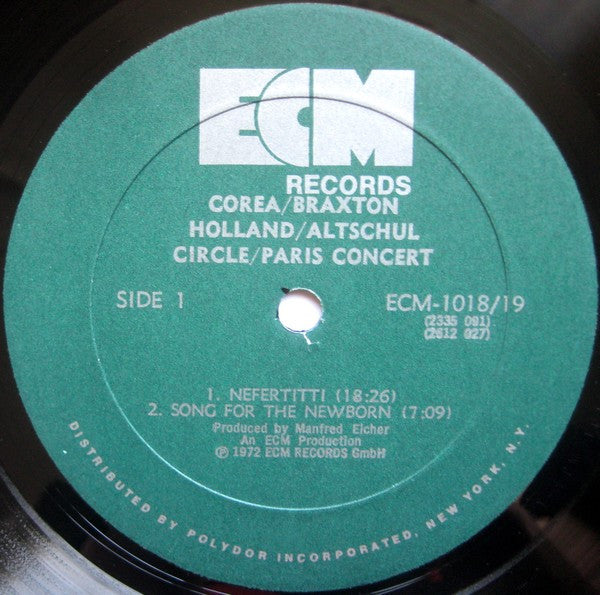 ECM
RECORDS
COREA/BRAXTON
HOLLAND/ALTSCHUL
CIRCLE/PARIS CONCERT
SIDE 1
ECM-1018/19
(2335 091)
(2612 027)
1. NEFERTITTI (18:26)
2. SONG FOR THE NEWBORN (7:09)
Produced by Manfred Eicher
An ECM Production
℗ 1972 ECM RECORDS GmbH
DISTRIBUTED BY POLYDOR INCORPORATED, NEW YORK, N.Y.